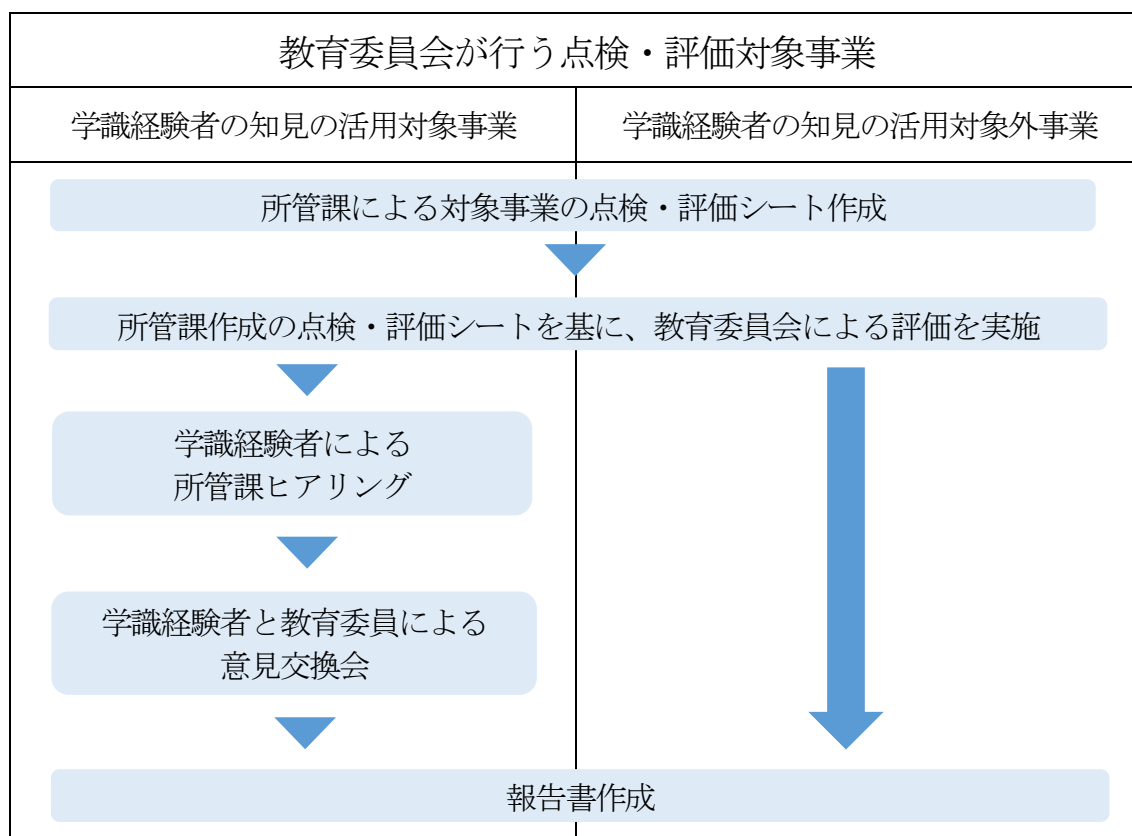 教育委員会が行う点検・評価対象事業
学識経験者の知見の活用対象事業
学識経験者の知見の活用対象外事業
所管課による対象事業の点検・評価シート作成
所管課作成の点検・評価シートを基に、教育委員会による評価を実施
学識経験者による
所管課ヒアリング
学識経験者と教育委員による
意見交換会
報告書作成